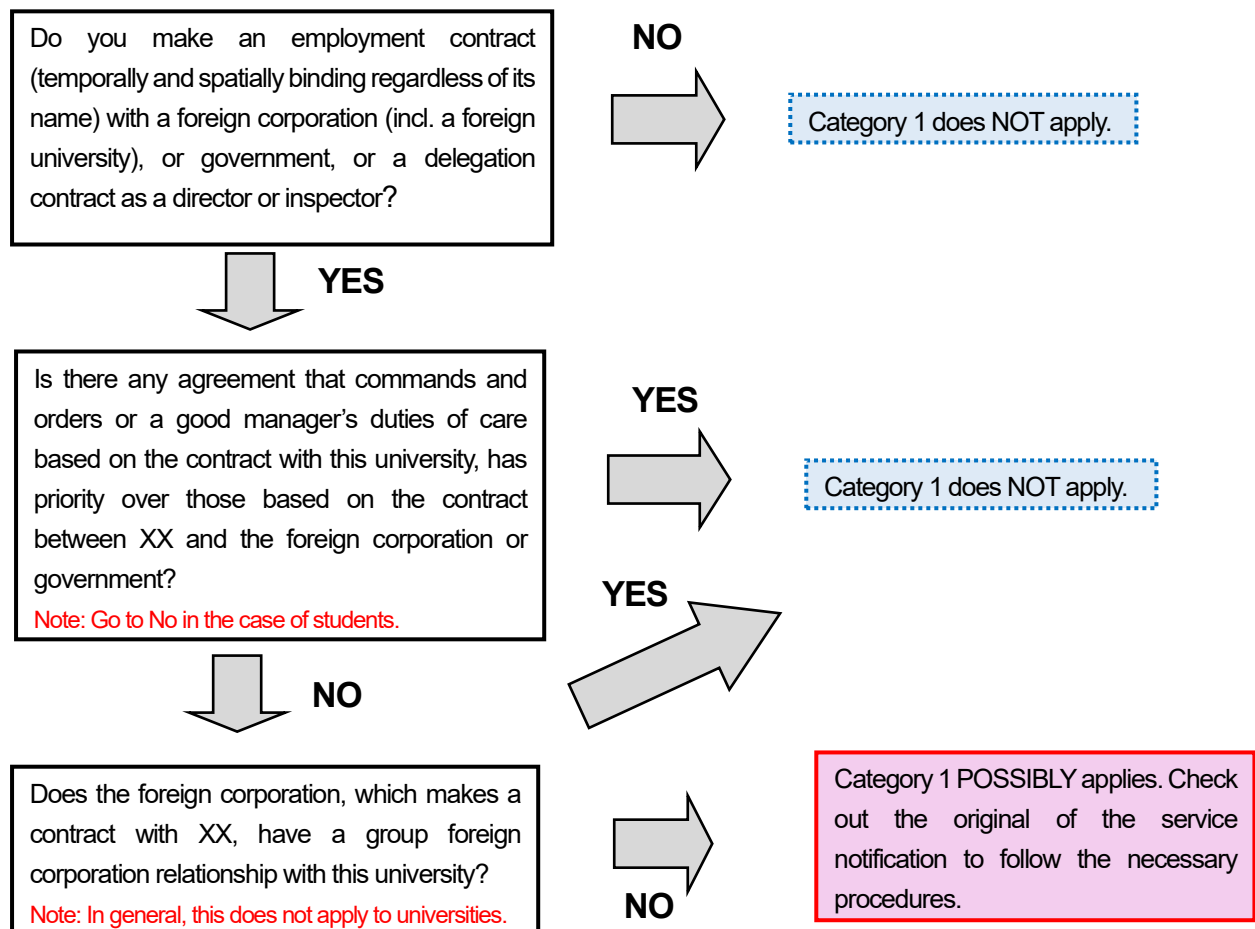 Do you make an employment contract
(temporally and spatially binding regardless of its
name) with a foreign corporation (incl. a foreign
university), or government, or a delegation
contract as a director or inspector?
NO
Category 1 does NOT apply.
YES
Is there any agreement that commands and
orders or a good manager’s duties of care
based on the contract with this university, has
priority over those based on the contract
between XX and the foreign corporation or
government?
Note: Go to No in the case of students.
YES
Category 1 does NOT apply.
YES
NO
Does the foreign corporation, which makes a
contract with XX, have a group foreign
corporation relationship with this university?
Note: In general, this does not apply to universities.
NO
Category 1 POSSIBLY applies. Check
out the original of the service
notification to follow the necessary
procedures.